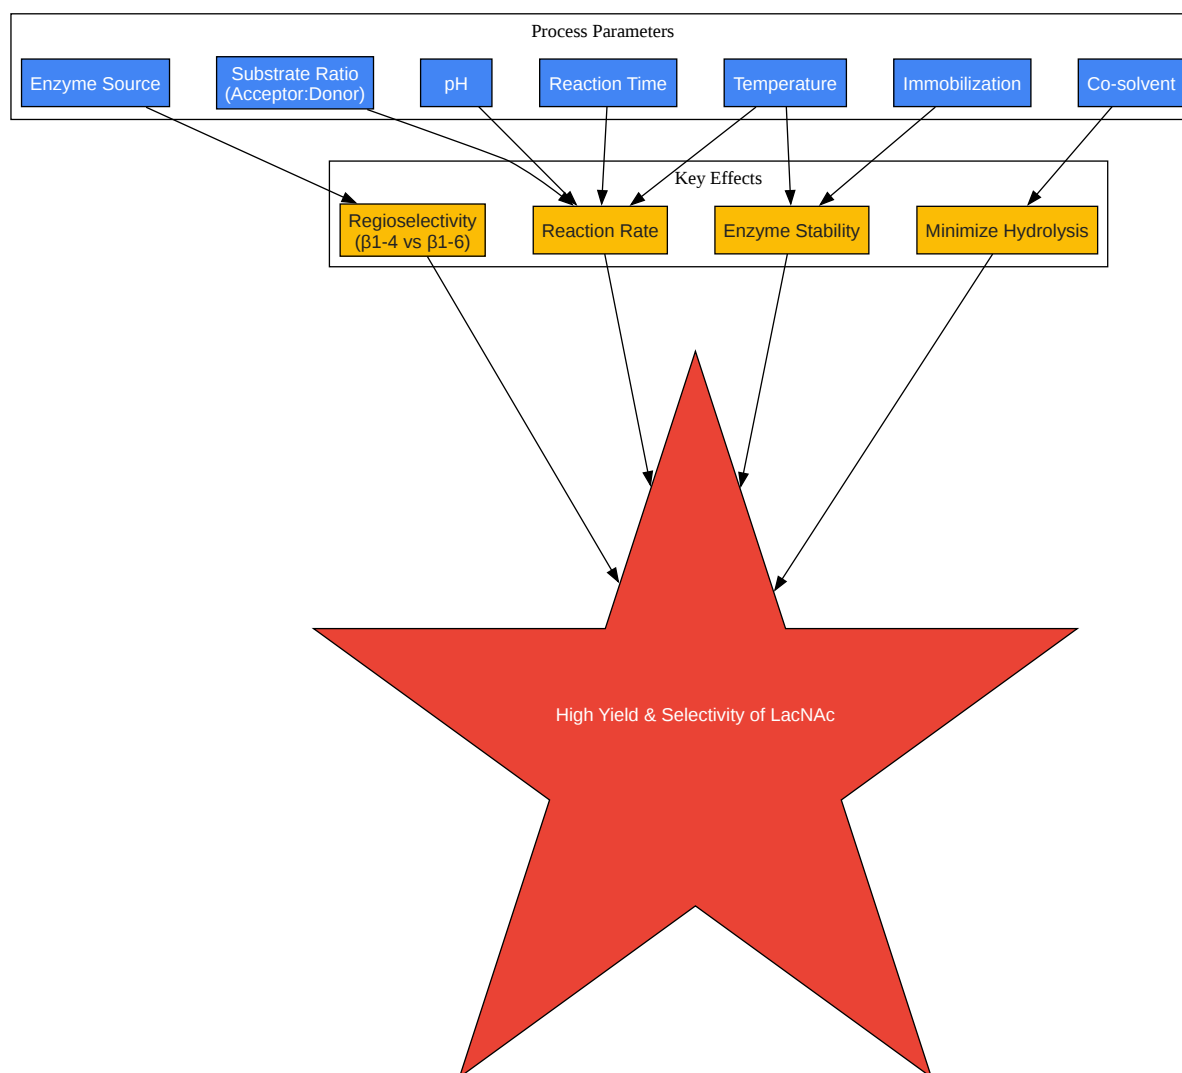 Process Parameters
Enzyme Source
Substrate Ratio
(Acceptor:Donor)
pH
Reaction Time
Temperature
Immobilization
Co-solvent
Key Effects
Regioselectivity
(β1-4 vs β1-6)
Reaction Rate
Enzyme Stability
Minimize Hydrolysis
High Yield & Selectivity of LacNAc